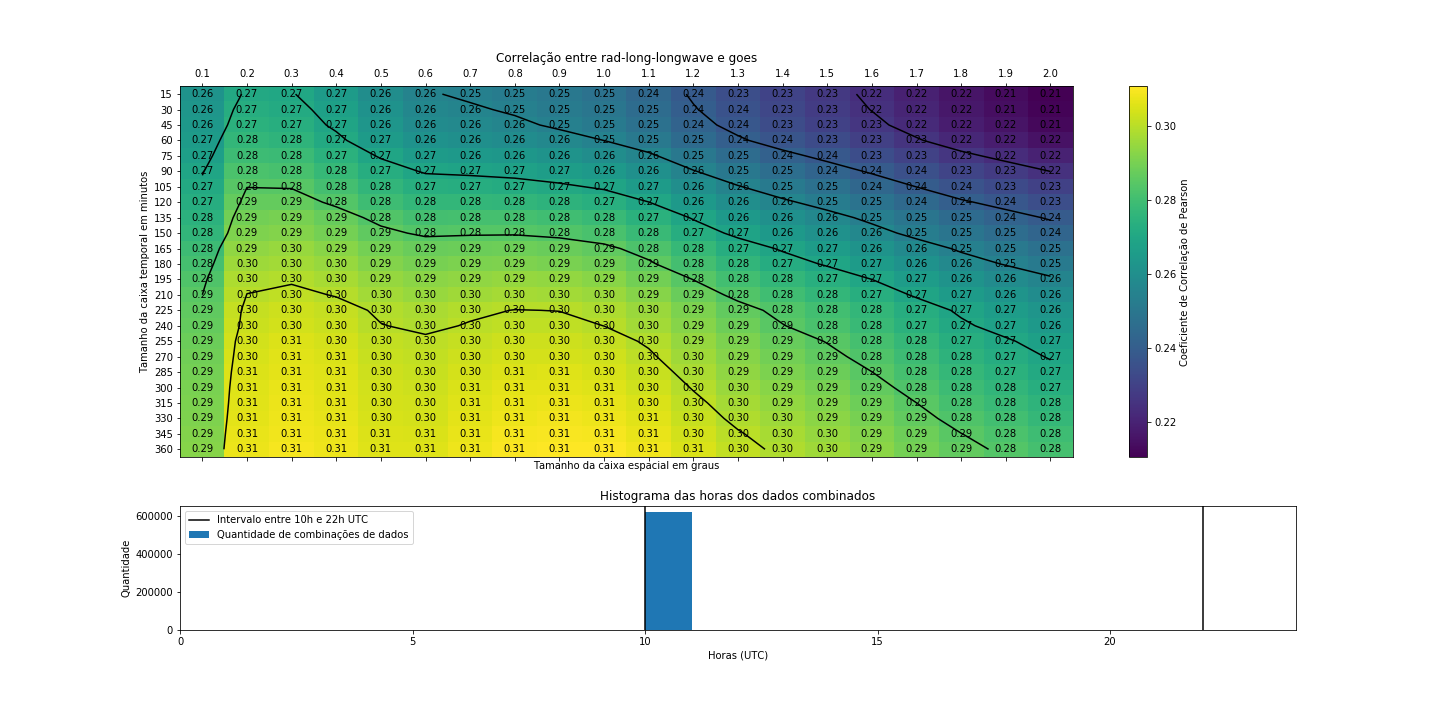 Correlação entre rad-long-longwave e goes
0.1 0.2 0.3 0.4 0.5 0.6 0.7 0.8 0.9 1.0 1.1 1.2 1.3 1.4 1.5 1.6 1.7 1.8 1.9 2.0
Tamanho da caixa temporal em minutos
15 0.26 0.27 0.27 0.27 0.26 0.26 0.25 0.25 0.25 0.25 0.24 0.24 0.23 0.23 0.23 0.22 0.22 0.22 0.21 0.21
30 0.26 0.27 0.27 0.27 0.26 0.26 0.26 0.25 0.25 0.25 0.25 0.24 0.24 0.23 0.23 0.22 0.22 0.22 0.21 0.21
45 0.26 0.27 0.27 0.27 0.26 0.26 0.26 0.26 0.25 0.25 0.25 0.24 0.24 0.23 0.23 0.23 0.22 0.22 0.22 0.21
60 0.27 0.28 0.28 0.27 0.27 0.26 0.26 0.26 0.26 0.25 0.25 0.25 0.24 0.24 0.23 0.23 0.23 0.22 0.22 0.22
75 0.27 0.28 0.28 0.27 0.27 0.27 0.26 0.26 0.26 0.26 0.26 0.25 0.25 0.24 0.24 0.23 0.23 0.23 0.22 0.22
90 0.27 0.28 0.28 0.28 0.27 0.27 0.27 0.27 0.27 0.26 0.26 0.26 0.25 0.25 0.24 0.24 0.23 0.23 0.23 0.22
105 0.27 0.28 0.28 0.28 0.28 0.27 0.27 0.27 0.27 0.27 0.27 0.26 0.26 0.25 0.25 0.24 0.24 0.24 0.23 0.23
120 0.27 0.29 0.29 0.28 0.28 0.28 0.28 0.28 0.28 0.27 0.27 0.26 0.26 0.26 0.25 0.25 0.24 0.24 0.24 0.23
135 0.28 0.29 0.29 0.29 0.28 0.28 0.28 0.28 0.28 0.28 0.27 0.27 0.26 0.26 0.26 0.25 0.25 0.25 0.24 0.24
150 0.28 0.29 0.29 0.29 0.29 0.28 0.28 0.28 0.28 0.28 0.28 0.27 0.27 0.26 0.26 0.26 0.25 0.25 0.25 0.24
165 0.28 0.29 0.30 0.29 0.29 0.29 0.29 0.29 0.29 0.29 0.28 0.28 0.27 0.27 0.27 0.26 0.26 0.25 0.25 0.25
180 0.28 0.30 0.30 0.30 0.29 0.29 0.29 0.29 0.29 0.29 0.29 0.28 0.28 0.27 0.27 0.27 0.26 0.26 0.25 0.25
195 0.28 0.30 0.30 0.30 0.29 0.29 0.29 0.29 0.29 0.29 0.29 0.28 0.28 0.28 0.27 0.27 0.27 0.26 0.26 0.26
210 0.29 0.30 0.30 0.30 0.30 0.30 0.30 0.30 0.30 0.30 0.29 0.29 0.28 0.28 0.28 0.27 0.27 0.27 0.26 0.26
225 0.29 0.30 0.30 0.30 0.30 0.30 0.30 0.30 0.30 0.30 0.29 0.29 0.29 0.28 0.28 0.28 0.27 0.27 0.27 0.26
240 0.29 0.30 0.30 0.30 0.30 0.30 0.30 0.30 0.30 0.30 0.30 0.29 0.29 0.29 0.28 0.28 0.27 0.27 0.27 0.26
255 0.29 0.30 0.31 0.30 0.30 0.30 0.30 0.30 0.30 0.30 0.30 0.29 0.29 0.29 0.28 0.28 0.28 0.27 0.27 0.27
270 0.29 0.30 0.31 0.31 0.30 0.30 0.30 0.30 0.30 0.30 0.30 0.30 0.29 0.29 0.29 0.28 0.28 0.28 0.27 0.27
285 0.29 0.31 0.31 0.31 0.30 0.30 0.30 0.31 0.31 0.30 0.30 0.30 0.29 0.29 0.29 0.29 0.28 0.28 0.27 0.27
300 0.29 0.31 0.31 0.31 0.30 0.30 0.31 0.31 0.31 0.31 0.30 0.30 0.30 0.29 0.29 0.29 0.28 0.28 0.28 0.27
315 0.29 0.31 0.31 0.30 0.30 0.30 0.31 0.31 0.31 0.31 0.30 0.30 0.30 0.29 0.29 0.29 0.29 0.28 0.28 0.28
330 0.29 0.31 0.31 0.31 0.30 0.30 0.31 0.31 0.31 0.31 0.31 0.30 0.30 0.30 0.29 0.29 0.29 0.28 0.28 0.28
345 0.29 0.31 0.31 0.31 0.31 0.31 0.31 0.31 0.31 0.31 0.31 0.30 0.30 0.30 0.30 0.29 0.29 0.29 0.28 0.28
360 0.29 0.31 0.31 0.31 0.31 0.31 0.31 0.31 0.31 0.31 0.31 0.31 0.30 0.30 0.30 0.29 0.29 0.29 0.28 0.28
Tamanho da caixa espacial em graus
0.30
0.28
0.26
0.24
0.22
Coeficiente de Correlação de Pearson
Histograma das horas dos dados combinados
Intervalo entre 10h e 22h UTC
Quantidade de combinações de dados
Quantidade
600000
400000
200000
0
0 5 10 15 20
Horas (UTC)